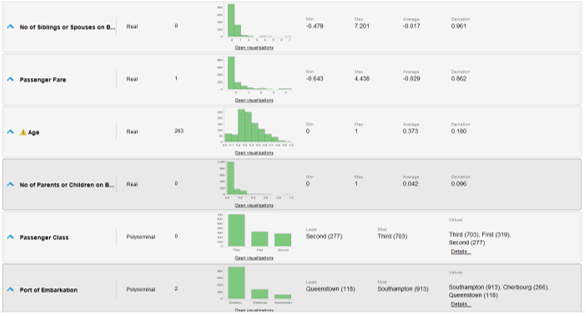 No of Siblings or Spouses on B... Real 0 Min -0.479 Max 7.201 Average -0.017 Deviation 0.961
Open visualizations
Passenger Fare Real 1 Min -0.643 Max 4.436 Average -0.029 Deviation 0.862
Open visualizations
Age Real 263 Min 0 Max 1 Average 0.373 Deviation 0.180
Open visualizations
No of Parents or Children on B... Real 0 Min 0 Max 1 Average 0.042 Deviation 0.096
Open visualizations
Passenger Class Polynominal 0 Least Second (277) Most Third (703) Values Third (703), First (319),
Second (277)
Third First Second
Open visualizations Details...
Port of Embarkation Polynominal 2 Least Queenstown (118) Most Southampton (913) Values Southampton (913), Cherbourg (266),
Queenstown (118)
Details...
Open visualizations